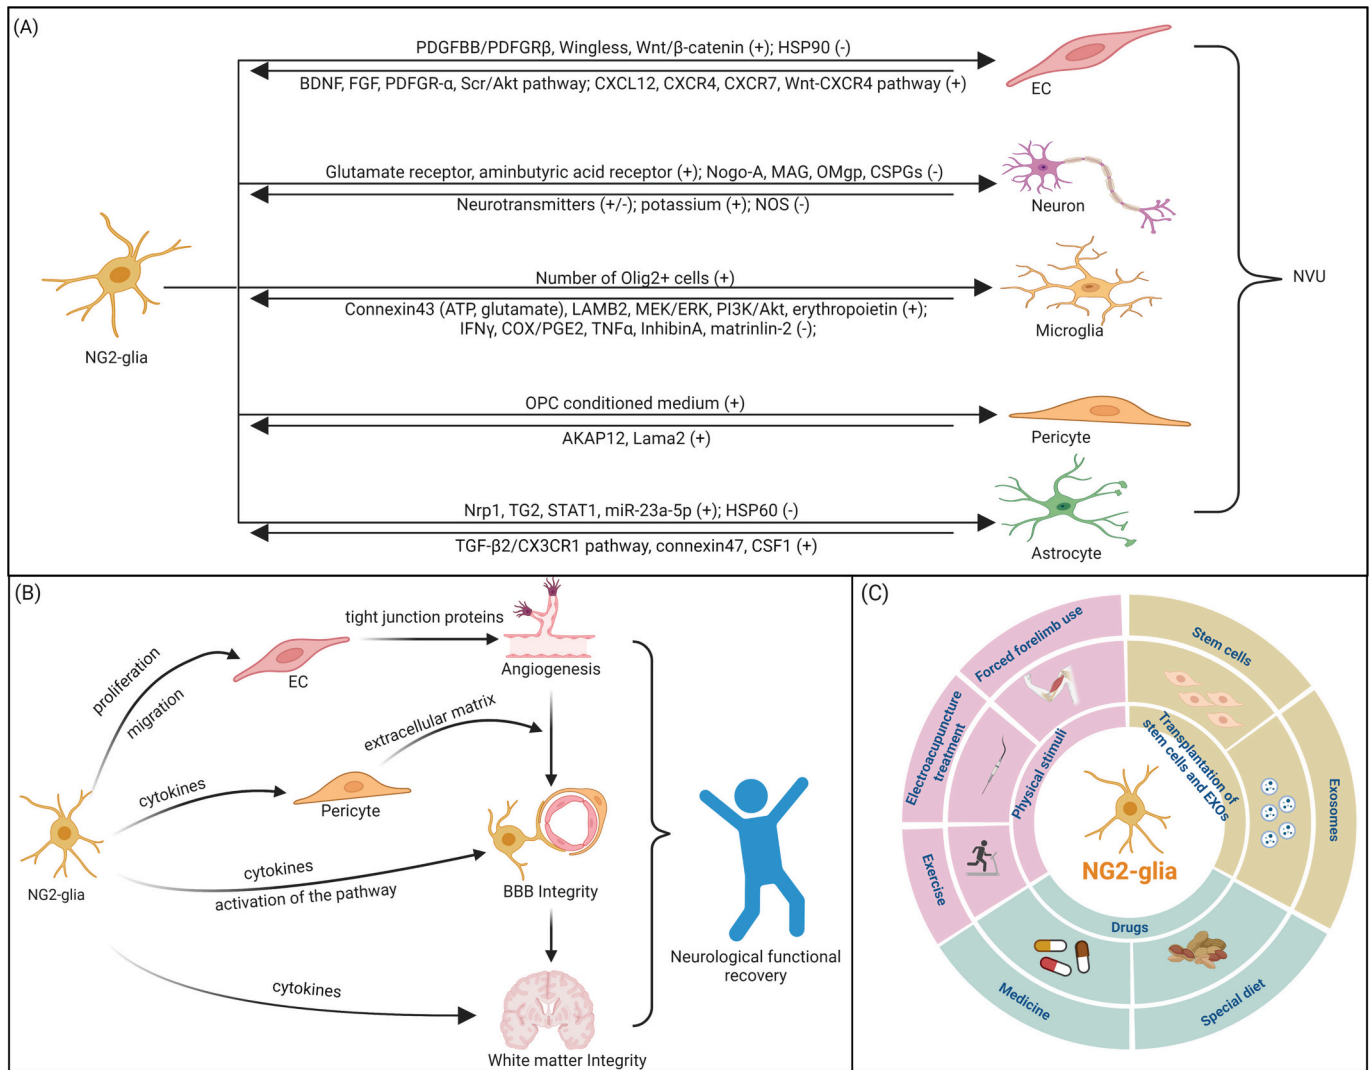 (A)
PDGFBB/PDFGRβ, Wingless, Wnt/β-catenin (+); HSP90 (-)
BDNF, FGF, PDFGR-α, Scr/Akt pathway; CXCL12, CXCR4, CXCR7, Wnt-CXCR4 pathway (+)
EC
Glutamate receptor, aminbutyric acid receptor (+); Nogo-A, MAG, OMgp, CSPGs (-)
Neurotransmitters (+/-); potassium (+); NOS (-)
Neuron
NG2-glia
Number of Olig2+ cells (+)
Connexin43 (ATP, glutamate), LAMB2, MEK/ERK, PI3K/Akt, erythropoietin (+);
IFNγ, COX/PGE2, TNFα, InhibinA, matrinlin-2 (-);
Microglia
NVU
OPC conditioned medium (+)
AKAP12, Lama2 (+)
Pericyte
Nrp1, TG2, STAT1, miR-23a-5p (+); HSP60 (-)
TGF-β2/CX3CR1 pathway, connexin47, CSF1 (+)
Astrocyte
(B)
proliferation
migration
EC
tight junction proteins
Angiogenesis
extracellular matrix
cytokines
Pericyte
NG2-glia
cytokines
activation of the pathway
BBB Integrity
cytokines
White matter Integrity
Neurological functional
recovery
(C)
Forced forelimb use
Stem cells
Electroacupuncture
treatment
Physical stimuli
Transplantation of
stem cells and EXOs
Exosomes
Exercise
NG2-glia
Drugs
Medicine
Special diet